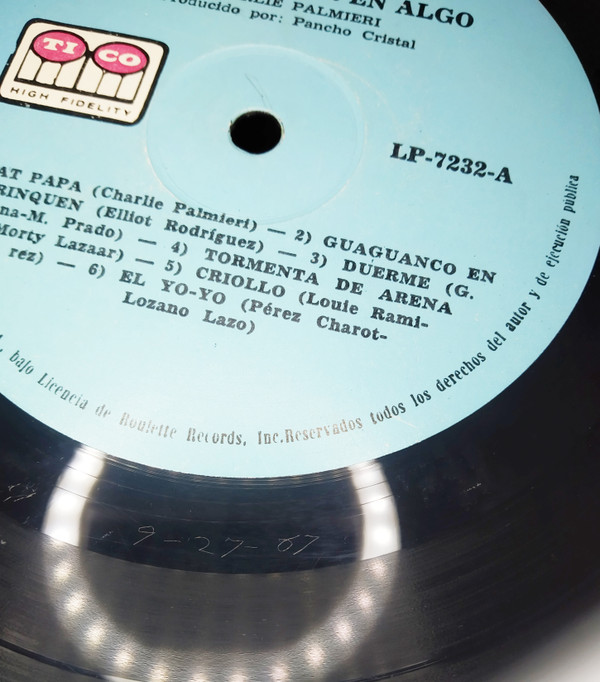 EN ALGO
LIE PALMIERI
roducido por: Pancho Cristal
TICO
HIGH FIDELITY
LP-7232-A
AT PAPA (Charlie Palmieri) — 2) GUAGUANCO EN
RINQUEN (Elliot Rodríguez) — 3) DUERME (G.
na-M. Prado) — 4) TORMENTA DE ARENA
Morty Lazaar) — 5) CRIOLLO (Louie Rami-
rez) — 6) EL YO-YO (Pérez Charot-
Lozano Lazo)
bajo Licencia de Roulette Records, Inc.Reservados todos los derechos del autor y de ejecución pública
9-27-67